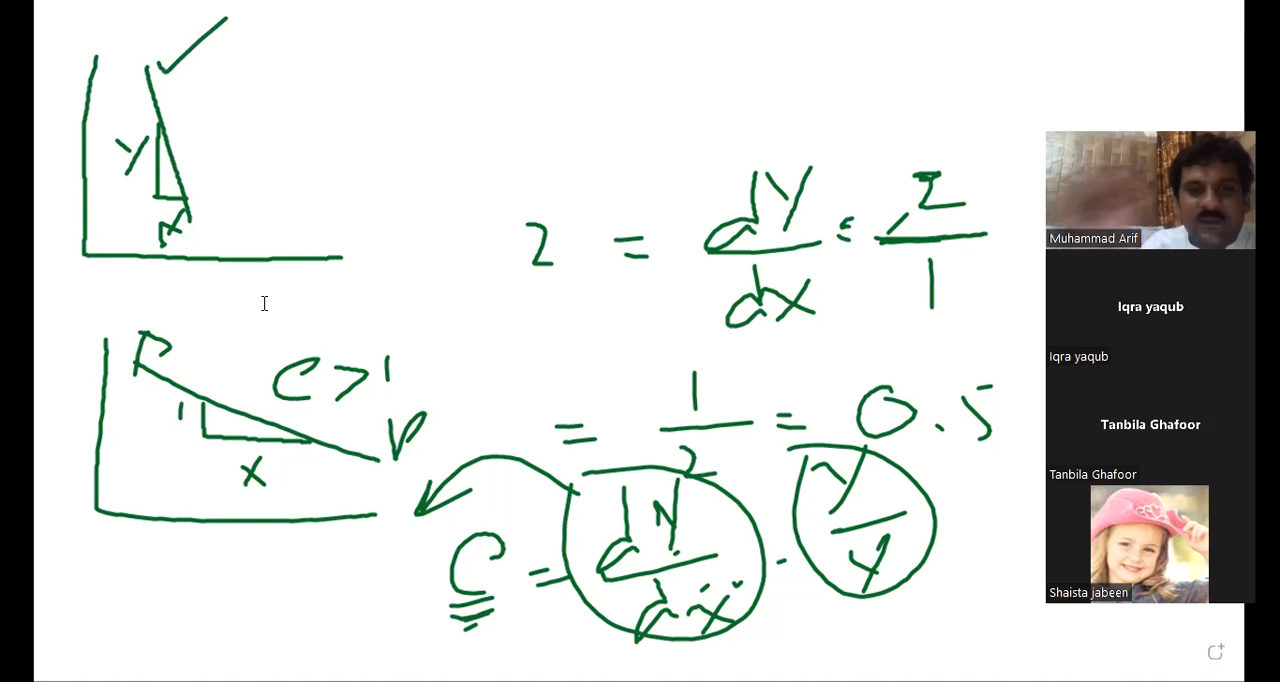 y
x
2 = dy/dx = 2/1
P
e > 1
1
x
= 1/2 = 0.5
e = dy/dx .
Muhammad Arif
Iqra yaqub
Iqra yaqub
Tanbila Ghafoor
Tanbila Ghafoor
Shaista jabeen